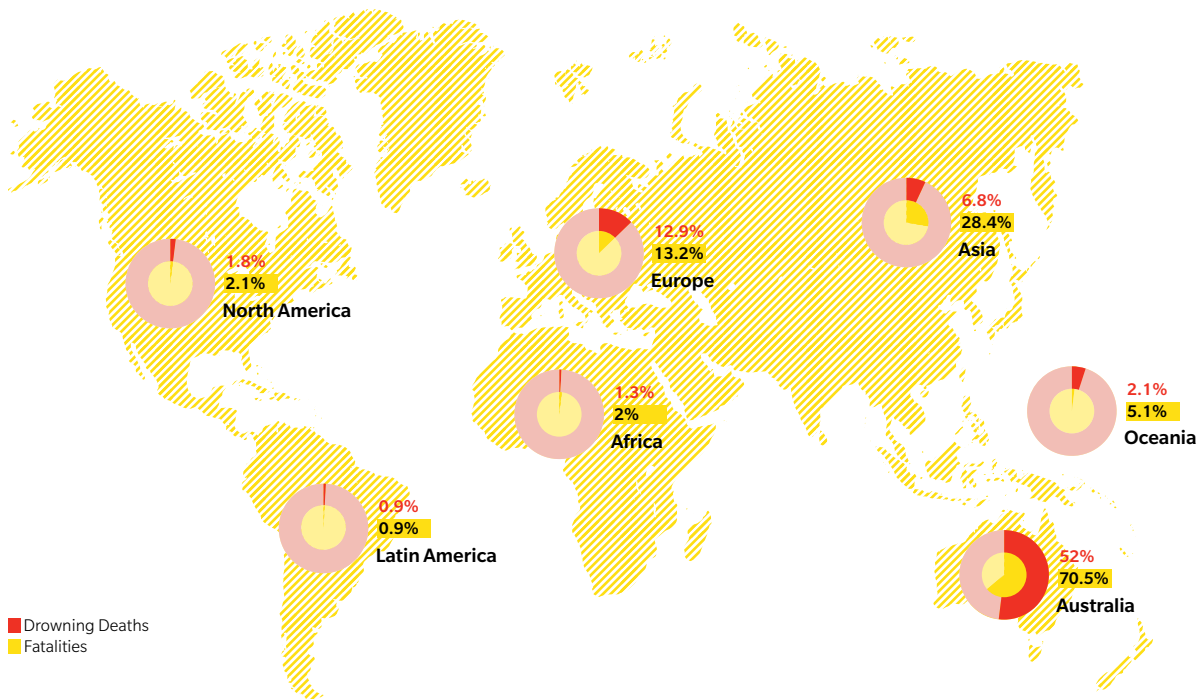 6.8%
28.4%
Asia
12.9%
13.2%
Europe
1.8%
2.1%
North America
2.1%
5.1%
Oceania
1.3%
2%
Africa
0.9%
0.9%
Latin America
52%
70.5%
Australia
Drowning Deaths
Fatalities